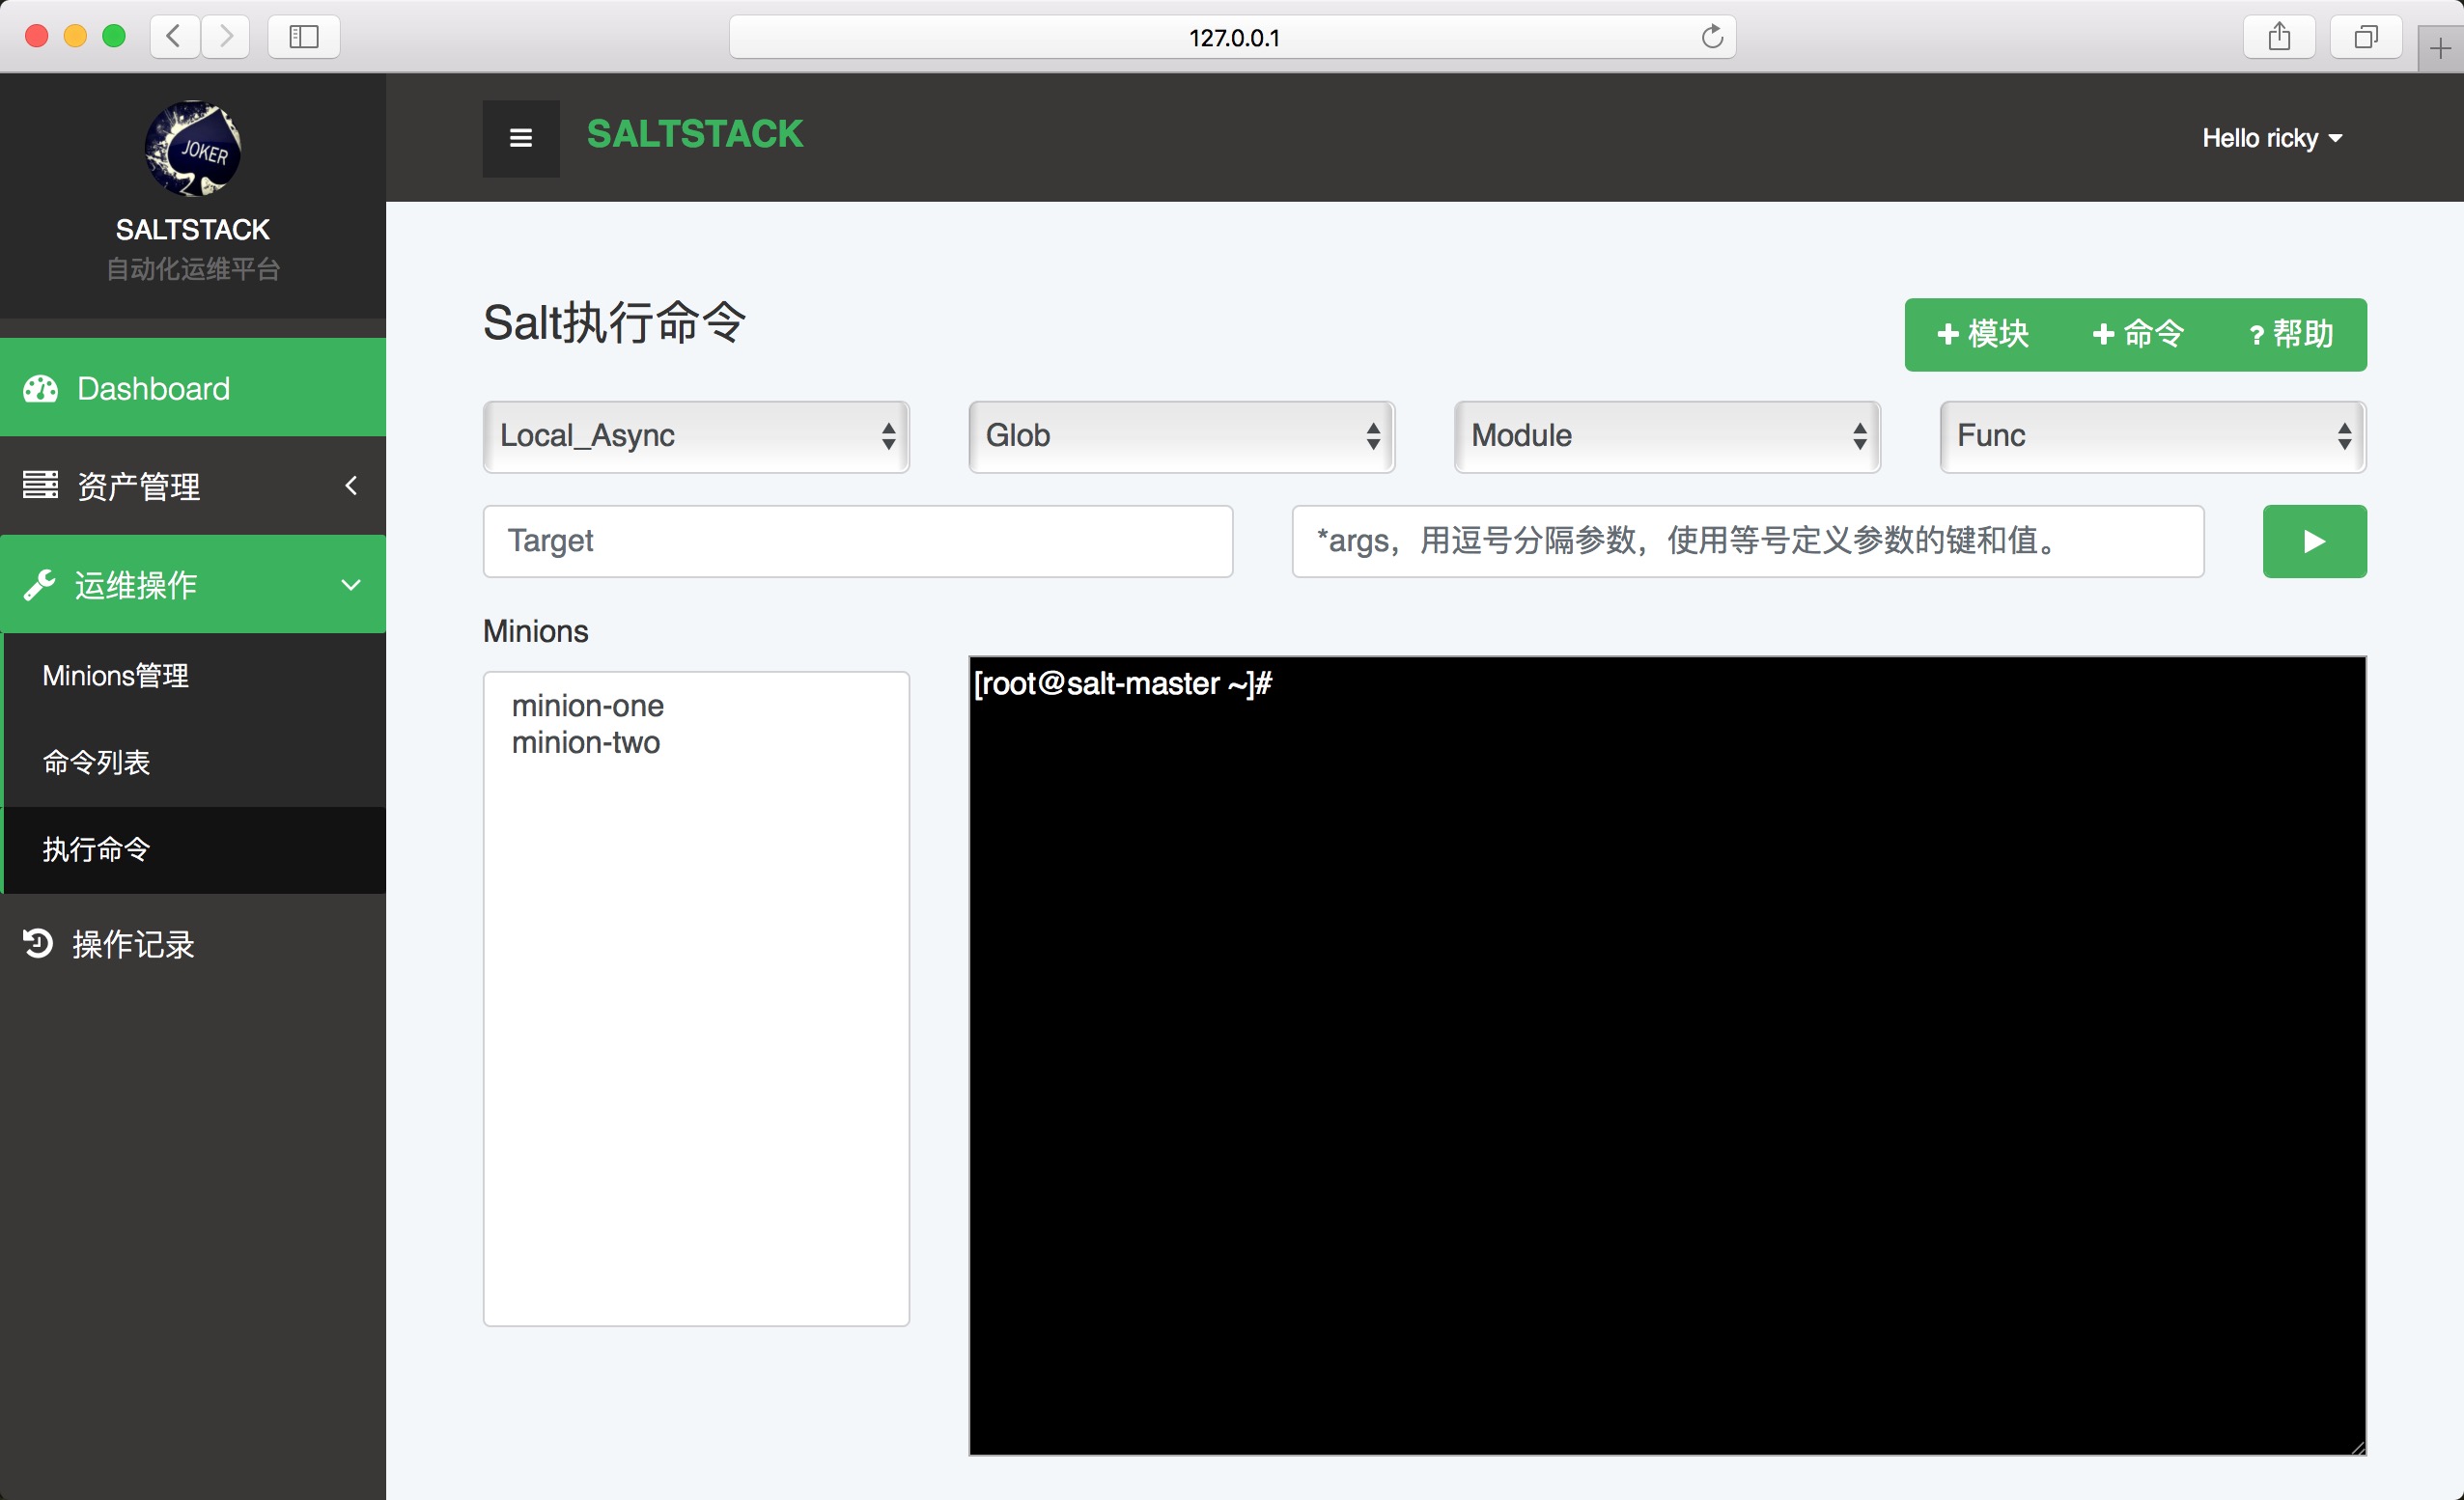 127.0.0.1
JOKER
SALTSTACK
自动化运维平台
Dashboard
资产管理
运维操作
Minions管理
命令列表
执行命令
操作记录
SALTSTACK
Hello ricky
Salt执行命令
模块 命令 ? 帮助
Local_Async Glob Module Func
Target *args，用逗号分隔参数，使用等号定义参数的键和值。
Minions
minion-one
minion-two
[root@salt-master ~]#